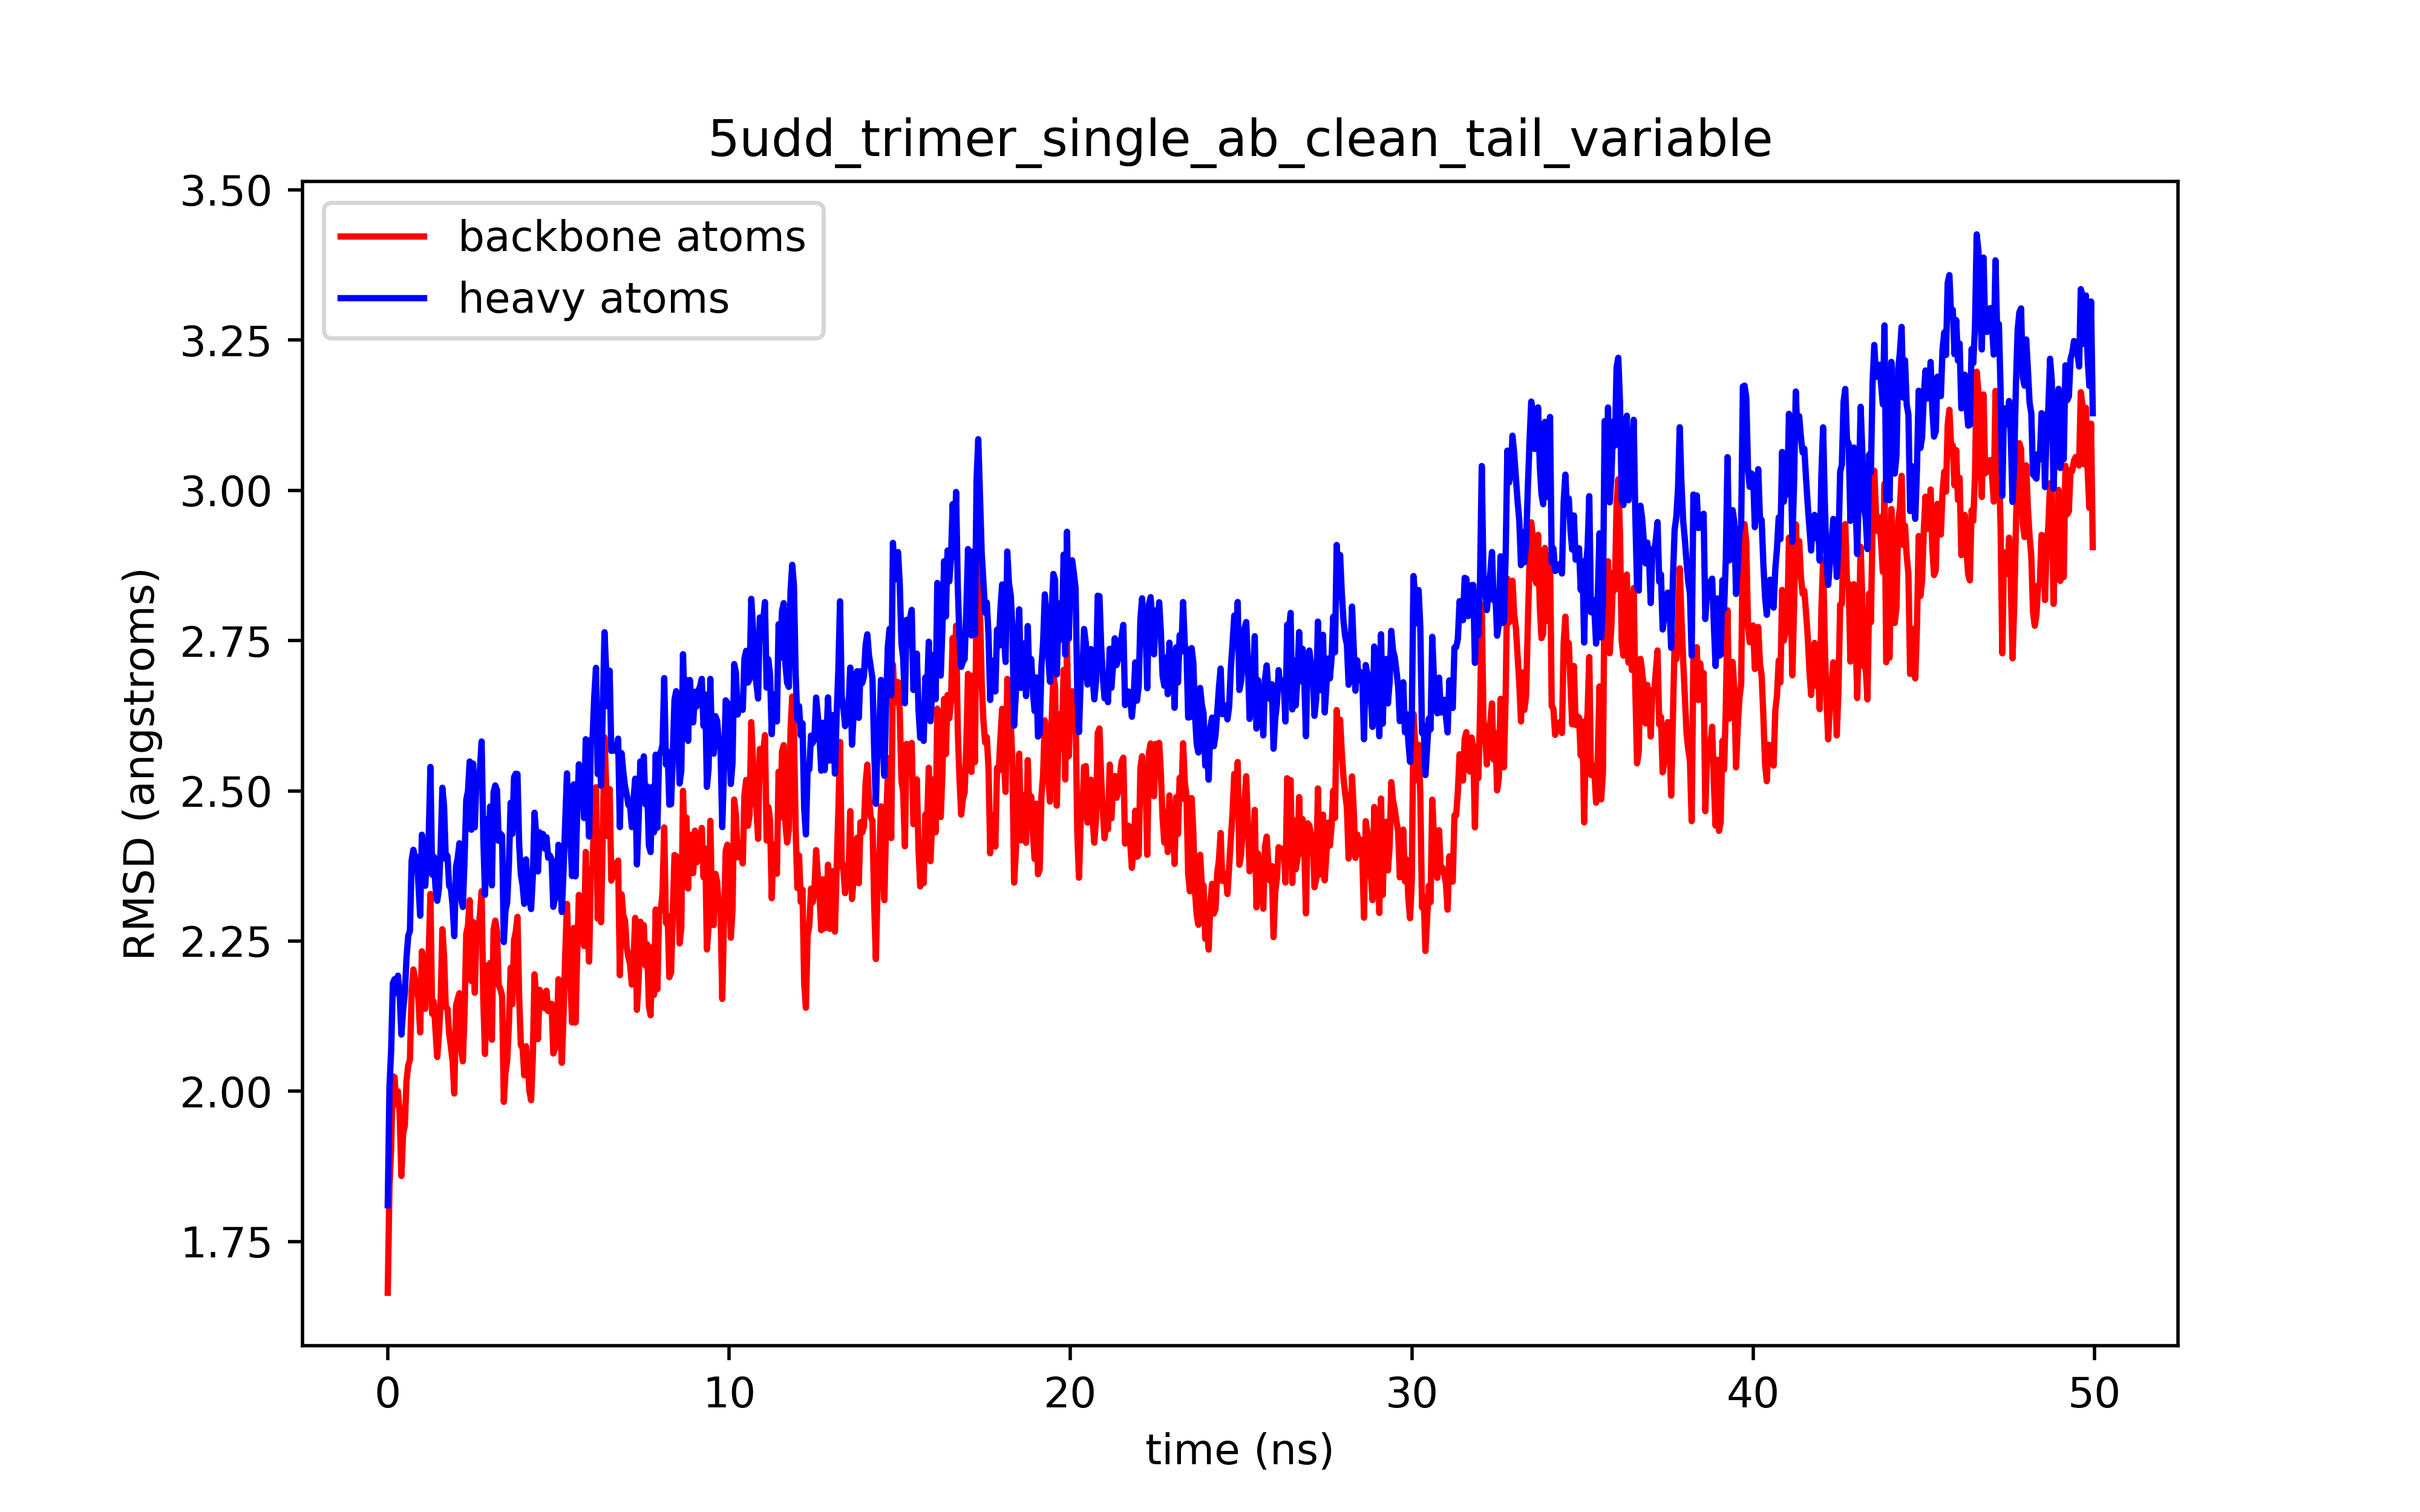 5udd_trimer_single_ab_clean_tail_variable
backbone atoms
heavy atoms
RMSD (angstroms)
3.50
3.25
3.00
2.75
2.50
2.25
2.00
1.75
0 10 20 30 40 50
time (ns)